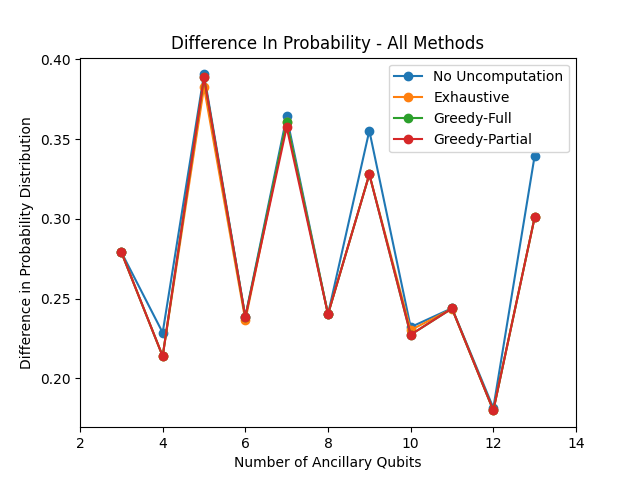 Difference In Probability - All Methods
Difference in Probability Distribution
0.40
0.35
0.30
0.25
0.20
No Uncomputation
Exhaustive
Greedy-Full
Greedy-Partial
2 4 6 8 10 12 14
Number of Ancillary Qubits